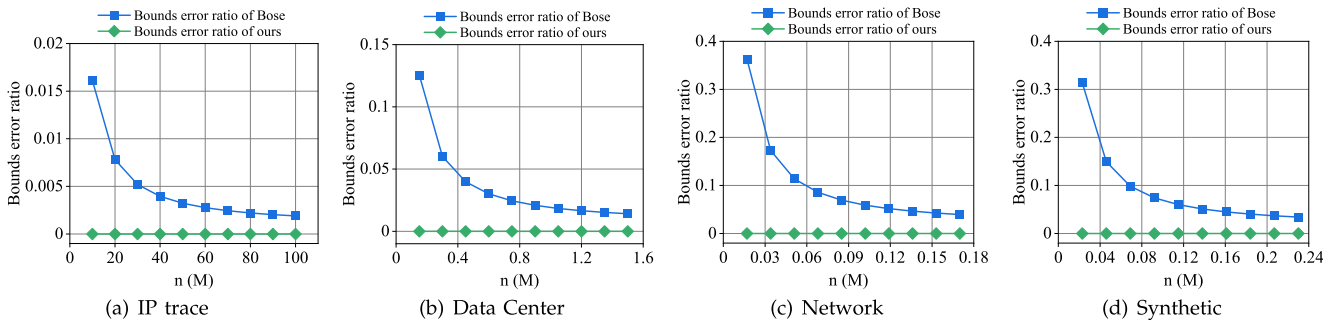 Bounds error ratio of Bose
Bounds error ratio of ours
0.02
0.015
0.01
0.005
0
Bounds error ratio
0
20
40
60
80
100
n (M)
(a) IP trace
Bounds error ratio of Bose
Bounds error ratio of ours
0.15
0.1
0.05
0
Bounds error ratio
0
0.4
0.8
1.2
1.6
n (M)
(b) Data Center
Bounds error ratio of Bose
Bounds error ratio of ours
0.4
0.3
0.2
0.1
0
Bounds error ratio
0
0.03
0.06
0.09
0.12
0.15
0.18
n (M)
(c) Network
Bounds error ratio of Bose
Bounds error ratio of ours
0.4
0.3
0.2
0.1
0
Bounds error ratio
0
0.04
0.08
0.12
0.16
0.2
0.24
n (M)
(d) Synthetic